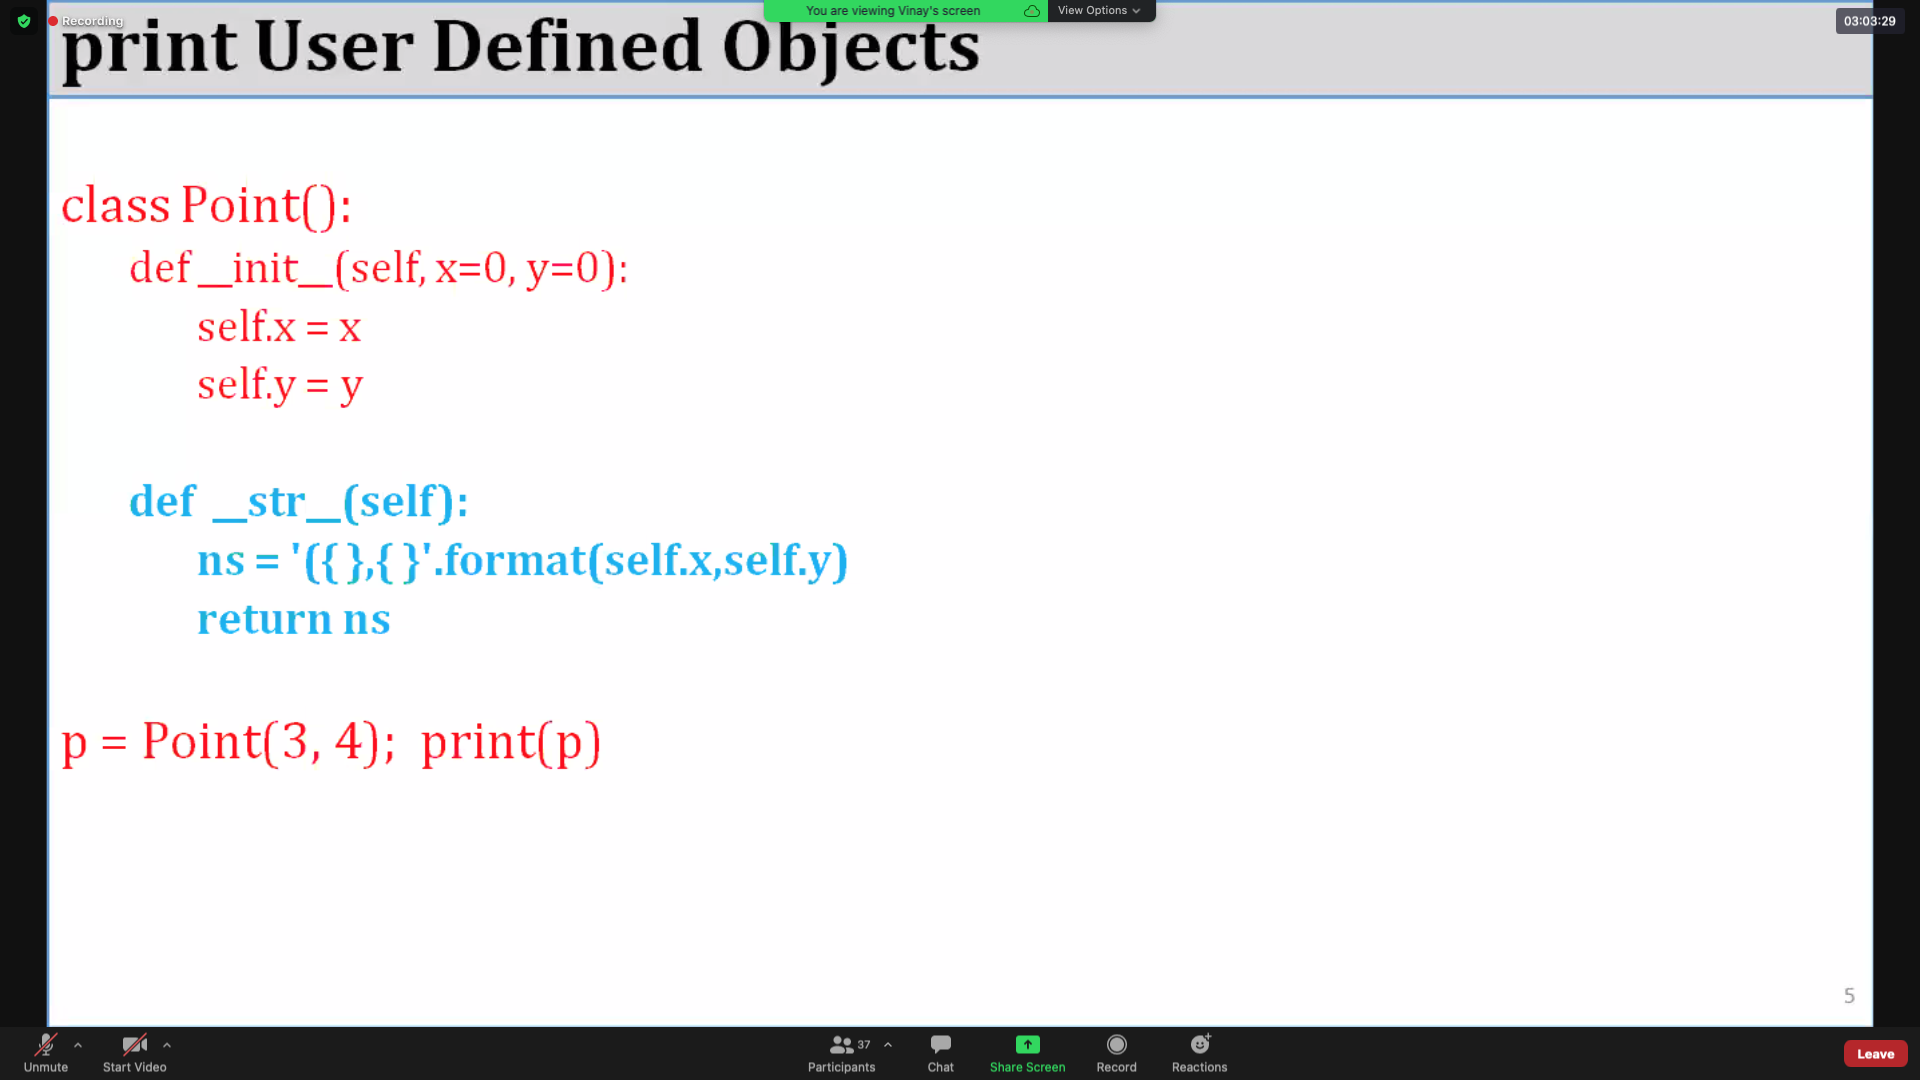 Recording
You are viewing Vinay's screen
View Options
03:03:29
print User Defined Objects
class Point():
def __init__(self, x=0, y=0):
self.x = x
self.y = y
def __str__(self):
ns = '({ },{ }'.format(self.x,self.y)
return ns
p = Point(3, 4); print(p)
5
Unmute
Start Video
37
Participants
Chat
Share Screen
Record
Reactions
Leave